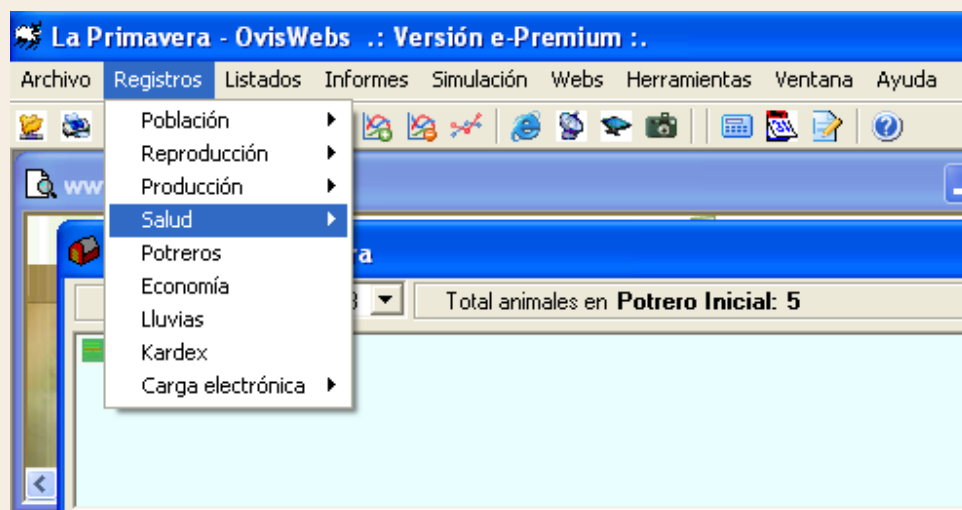 La Primavera - OvisWebs .: Versión e-Premium :.
Archivo Registros Listados Informes Simulación Webs Herramientas Ventana Ayuda
Población
Reproducción
ww
Producción
Salud
Potreros
ra
Economía
Total animales en Potrero Inicial: 5
Lluvias
Kardex
Carga electrónica